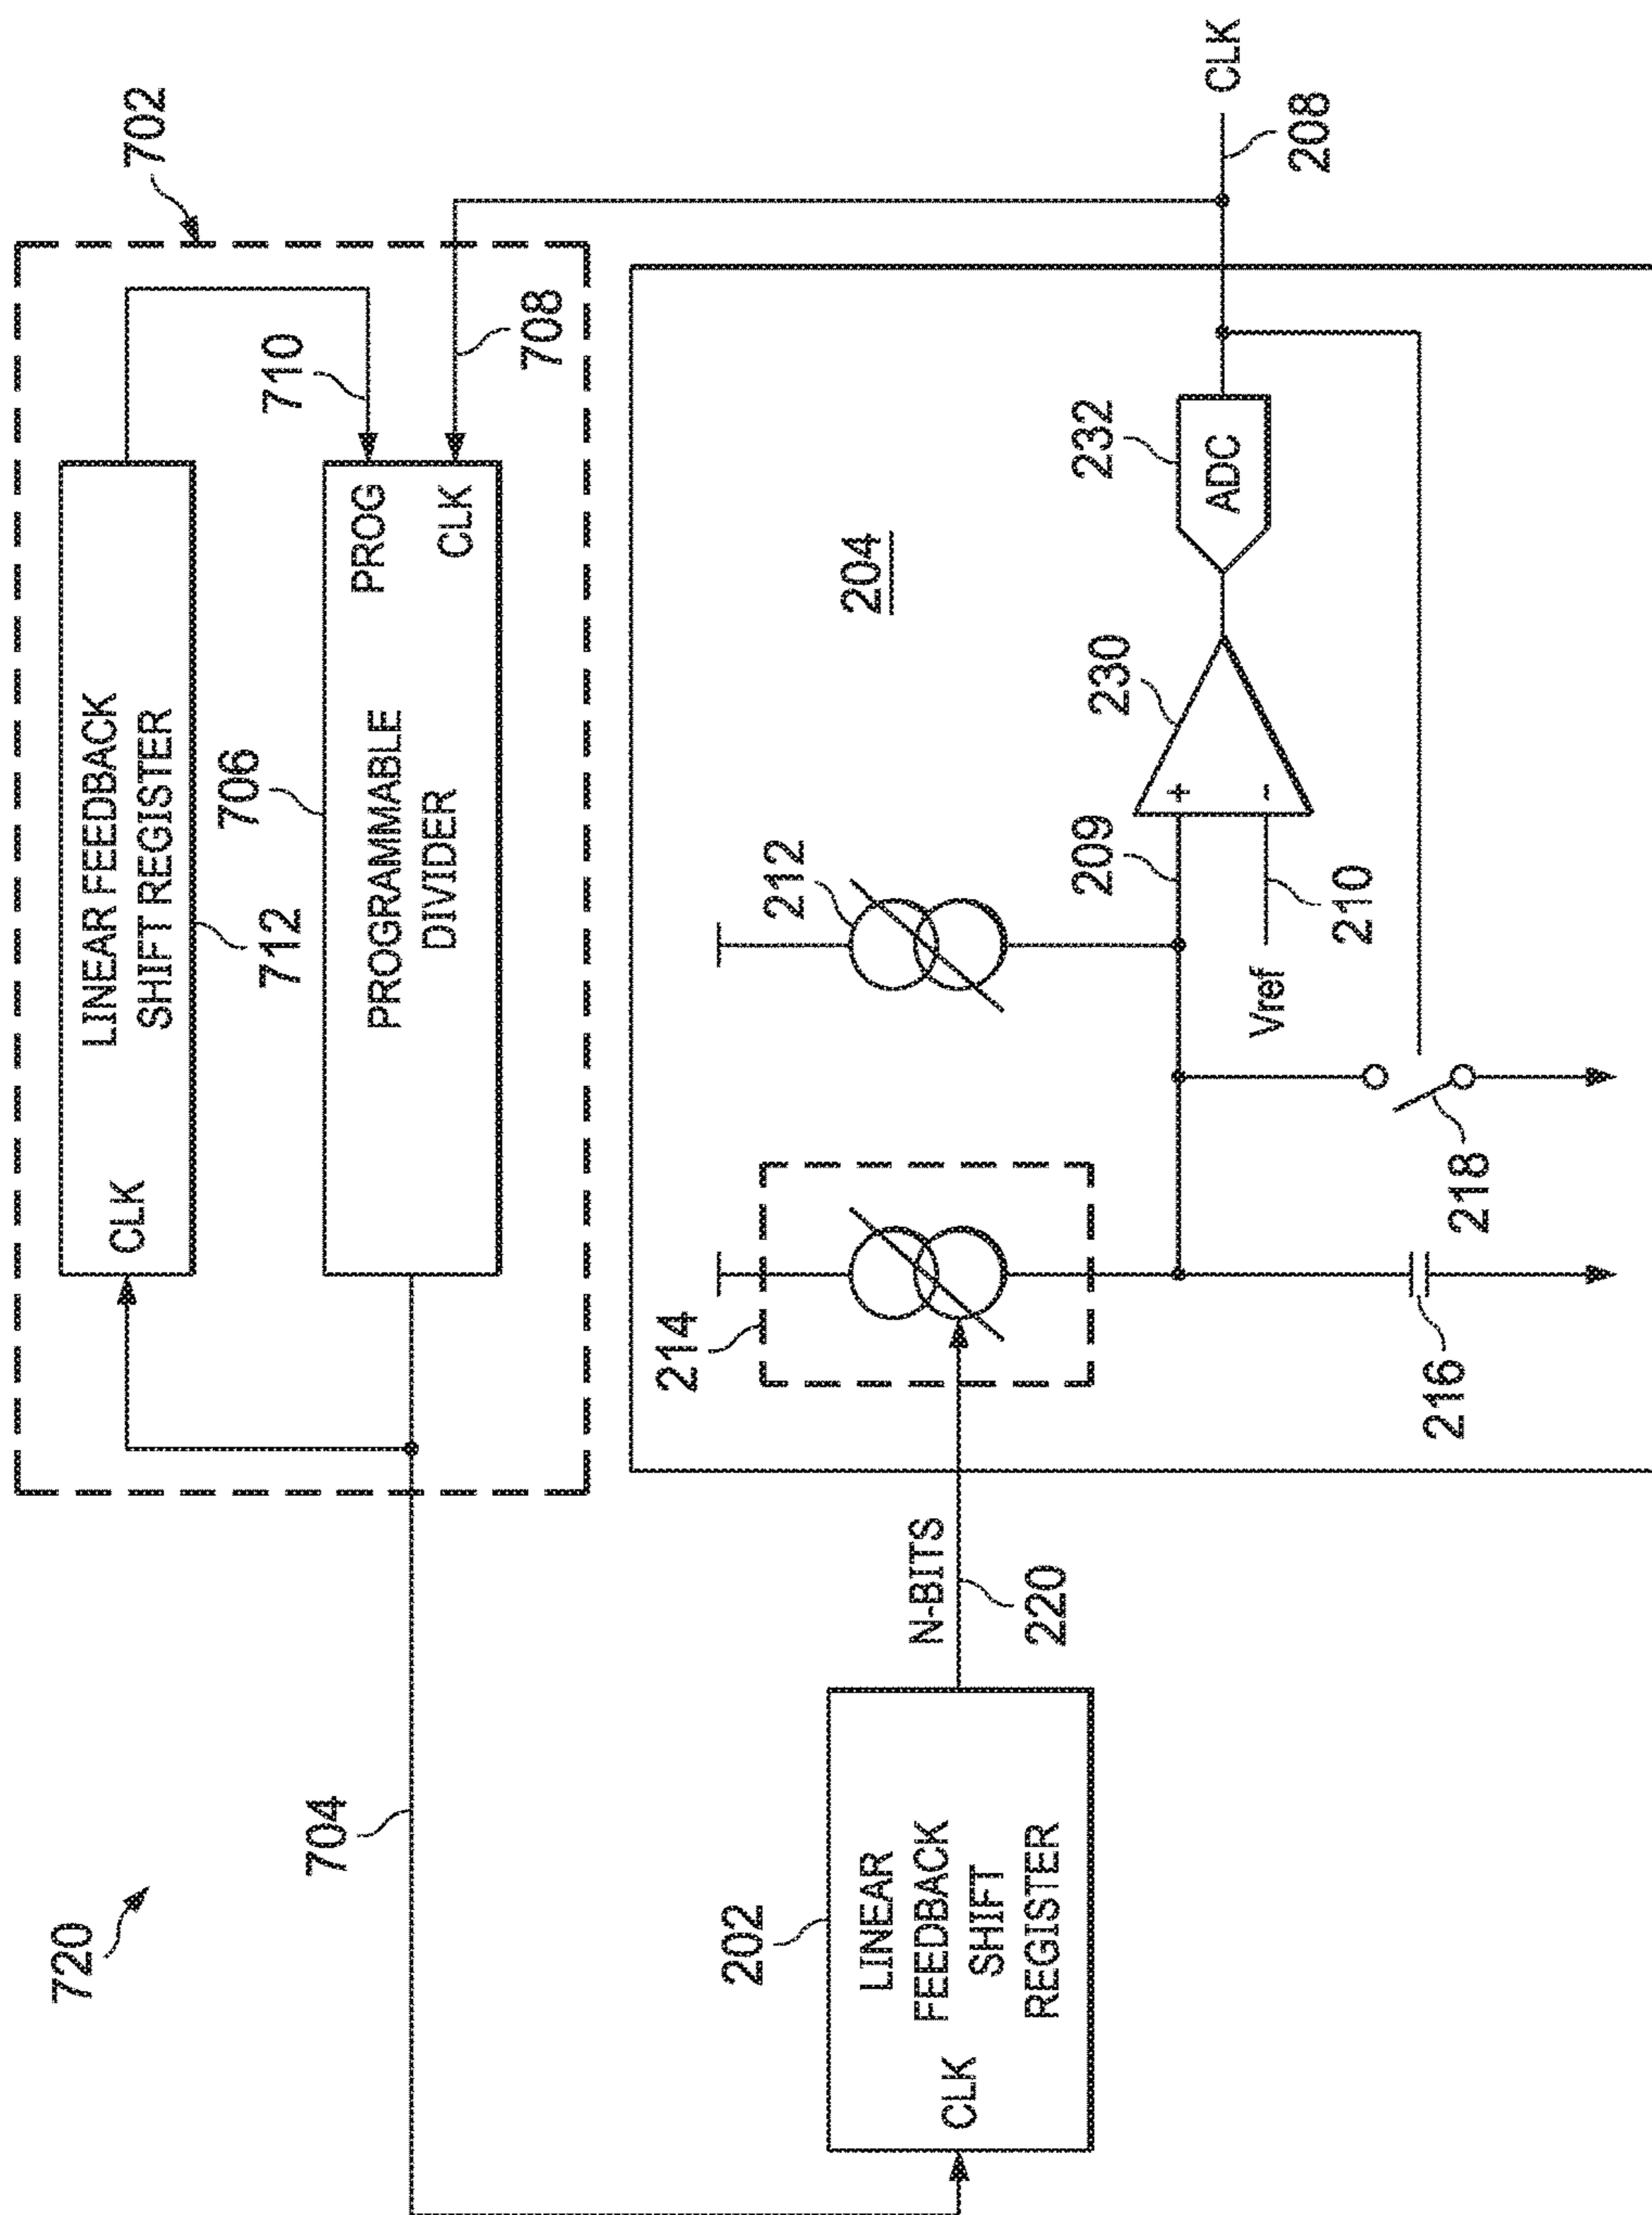 720
702
LINEAR FEEDBACK
SHIFT REGISTER
CLK
712
710
706
PROGRAMMABLE
DIVIDER
PROG
CLK
708
704
202
LINEAR
FEEDBACK
SHIFT
REGISTER
CLK
N-BITS
220
204
214
212
209
230
232
ADC
Vref
210
216
218
CLK
208